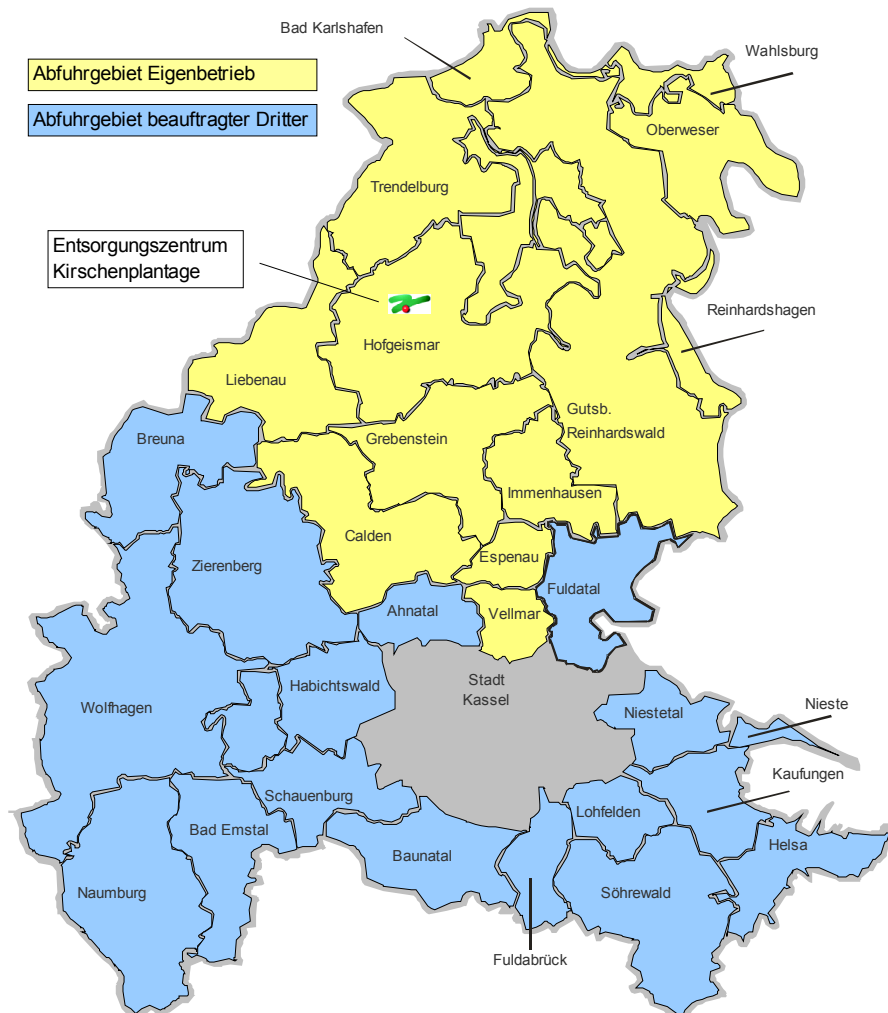 Bad Karlshafen
Wahlsburg
Abfuhrgebiet Eigenbetrieb
Abfuhrgebiet beauftragter Dritter
Oberweser
Trendelburg
Entsorgungszentrum
Kirschenplantage
Reinhardshagen
Hofgeismar
Liebenau
Gutsb.
Reinhardswald
Breuna
Grebenstein
Immenhausen
Calden
Espenau
Zierenberg
Fuldatal
Ahnatal
Vellmar
Stadt
Kassel
Habichtswald
Wolfhagen
Niestetal
Nieste
Kaufungen
Schauenburg
Lohfelden
Bad Emstal
Helsa
Baunatal
Naumburg
Söhrewald
Fuldabrück